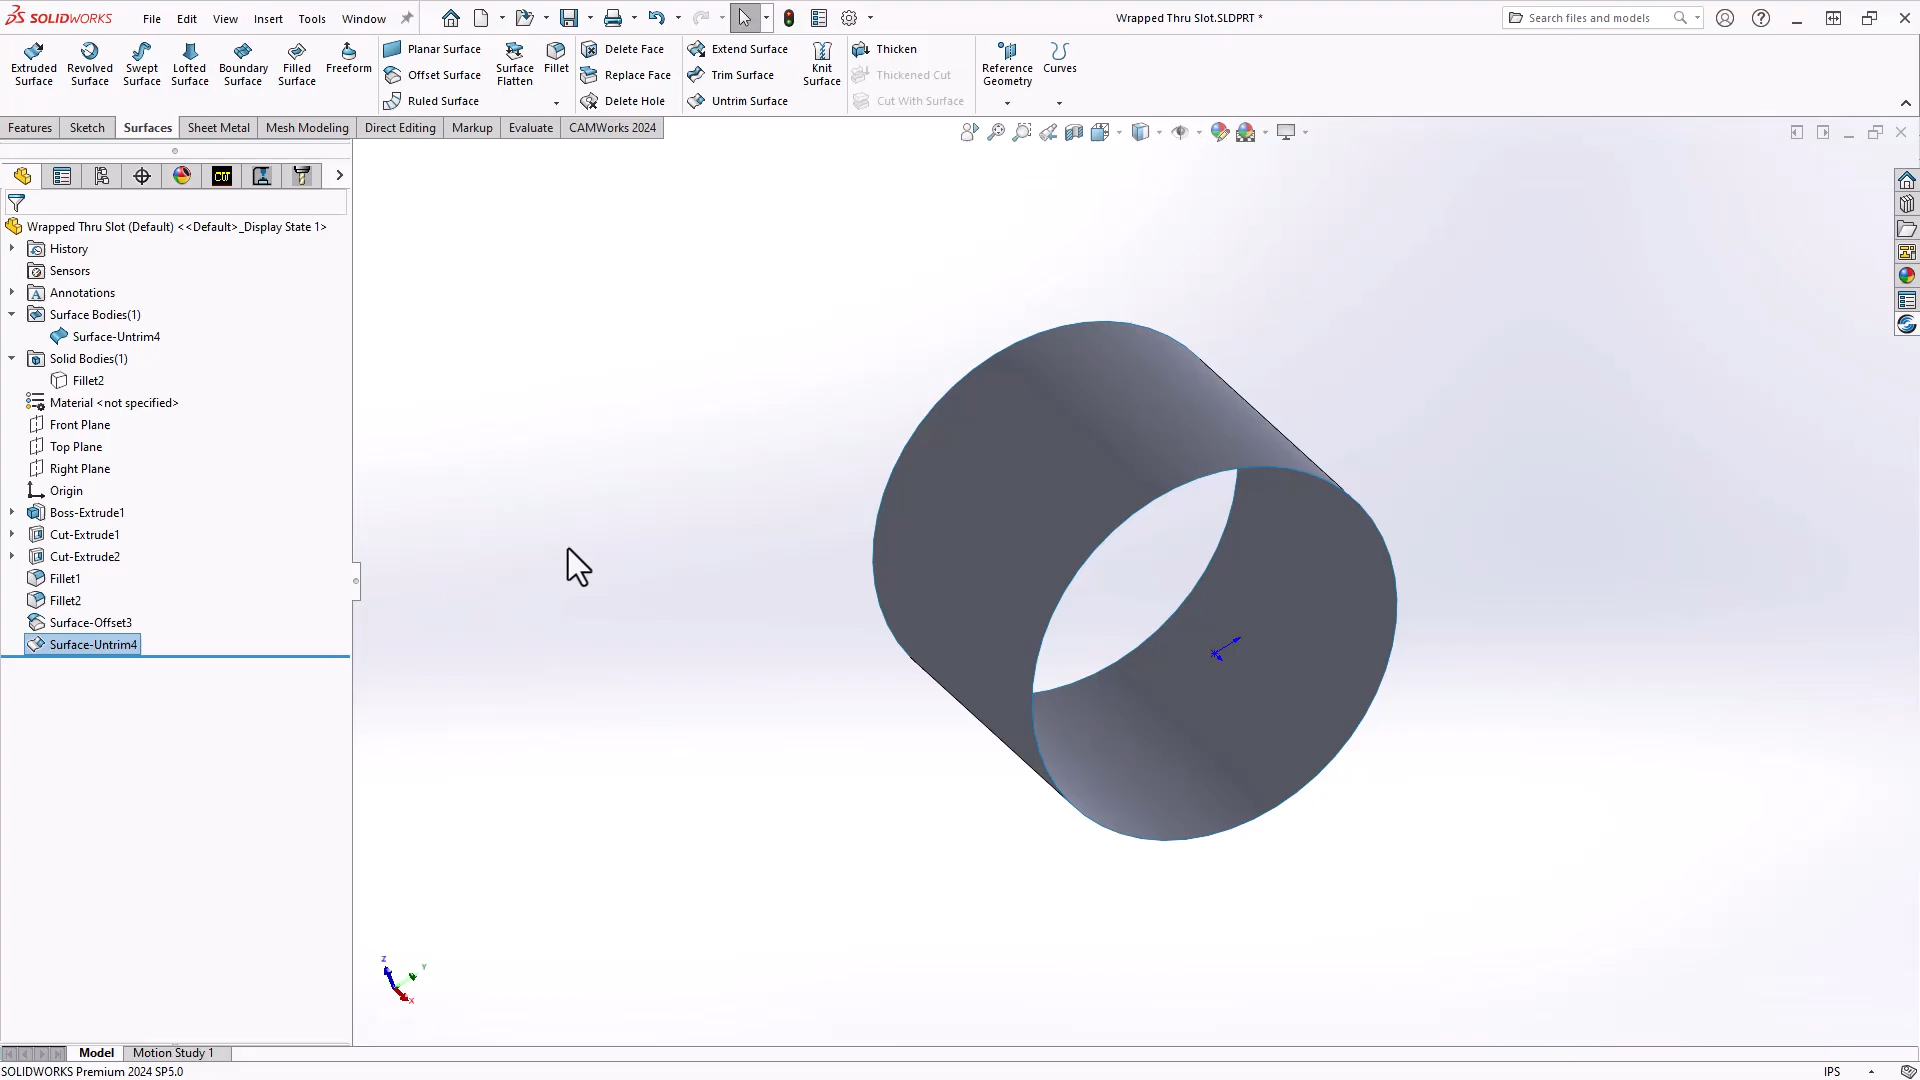 SOLIDWORKS File Edit View Insert Tools Window Wrapped Thru Slot.SLDPRT * Search files and models
Extruded Surface
Revolved Surface
Swept Surface
Lofted Surface
Boundary Surface
Filled Surface
Freeform
Planar Surface
Offset Surface
Ruled Surface
Surface Flatten
Fillet
Delete Face
Replace Face
Delete Hole
Extend Surface
Trim Surface
Untrim Surface
Knit Surface
Thicken
Thickened Cut
Cut With Surface
Reference Geometry
Curves
Features Sketch Surfaces Sheet Metal Mesh Modeling Direct Editing Markup Evaluate CAMWorks 2024
CW
Wrapped Thru Slot (Default) <<Default>_Display State 1>
History
Sensors
Annotations
Surface Bodies(1)
Surface-Untrim4
Solid Bodies(1)
Fillet2
Material <not specified>
Front Plane
Top Plane
Right Plane
Origin
Boss-Extrude1
Cut-Extrude1
Cut-Extrude2
Fillet1
Fillet2
Surface-Offset3
Surface-Untrim4
Z
Y
X
Model Motion Study 1
SOLIDWORKS Premium 2024 SP5.0 IPS